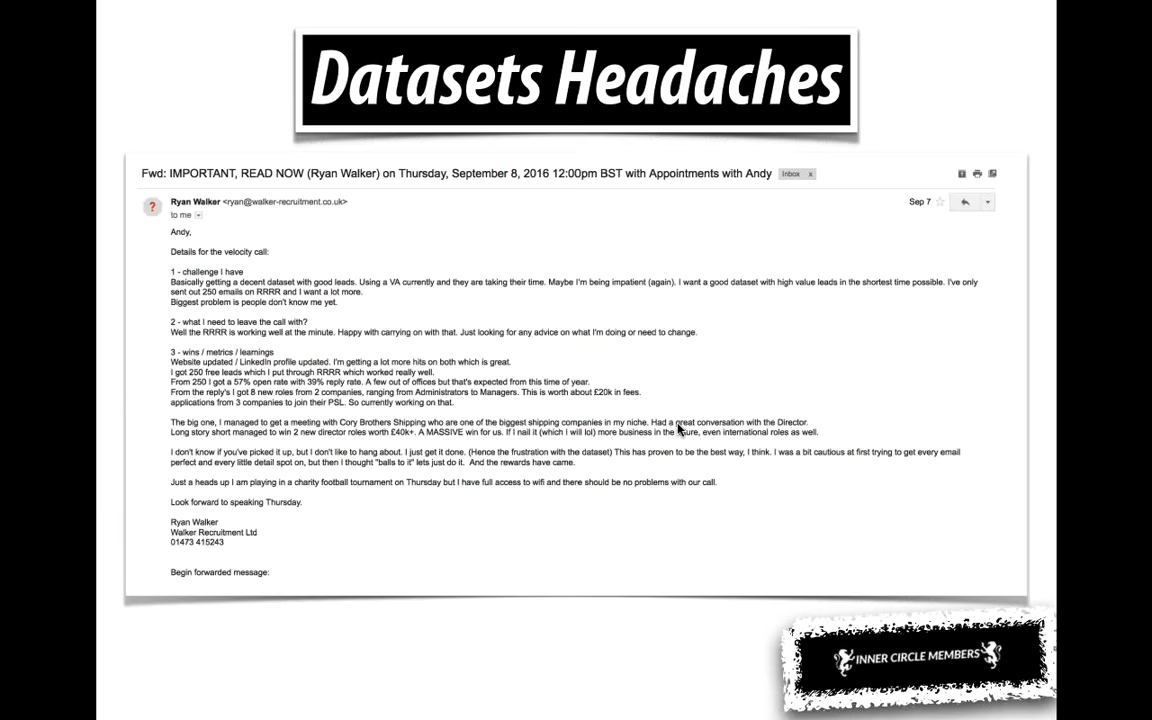 Datasets Headaches
Fwd: IMPORTANT, READ NOW (Ryan Walker) on Thursday, September 8, 2016 12:00pm BST with Appointments with Andy Inbox x
Ryan Walker <ryan@walker-recruitment.co.uk> Sep 7
to me
Andy,
Details for the velocity call:
1 - challenge I have
Basically getting a decent dataset with good leads. Using a VA currently and they are taking their time. Maybe I'm being impatient (again). I want a good dataset with high value leads in the shortest time possible. I've only
sent out 250 emails on RRRR and I want a lot more.
Biggest problem is people don't know me yet.
2 - what I need to leave the call with?
Well the RRRR is working well at the minute. Happy with carrying on with that. Just looking for any advice on what I'm doing or need to change.
3 - wins / metrics / learnings
Website updated / LinkedIn profile updated. I'm getting a lot more hits on both which is great.
I got 250 free leads which I put through RRRR which worked really well.
From 250 I got a 57% open rate with 39% reply rate. A few out of offices but that's expected from this time of year.
From the reply's I got 8 new roles from 2 companies, ranging from Administrators to Managers. This is worth about £20k in fees.
applications from 3 companies to join their PSL. So currently working on that.
The big one, I managed to get a meeting with Cory Brothers Shipping who are one of the biggest shipping companies in my niche. Had a great conversation with the Director.
Long story short managed to win 2 new director roles worth £40k+. A MASSIVE win for us. If I nail it (which I will lol) more business in the future, even international roles as well.
I don't know if you've picked it up, but I don't like to hang about. I just get it done. (Hence the frustration with the dataset) This has proven to be the best way, I think. I was a bit cautious at first trying to get every email
perfect and every little detail spot on, but then I thought "balls to it" lets just do it. And the rewards have came.
Just a heads up I am playing in a charity football tournament on Thursday but I have full access to wifi and there should be no problems with our call.
Look forward to speaking Thursday.
Ryan Walker
Walker Recruitment Ltd
01473 415243
Begin forwarded message:
INNER CIRCLE MEMBERS